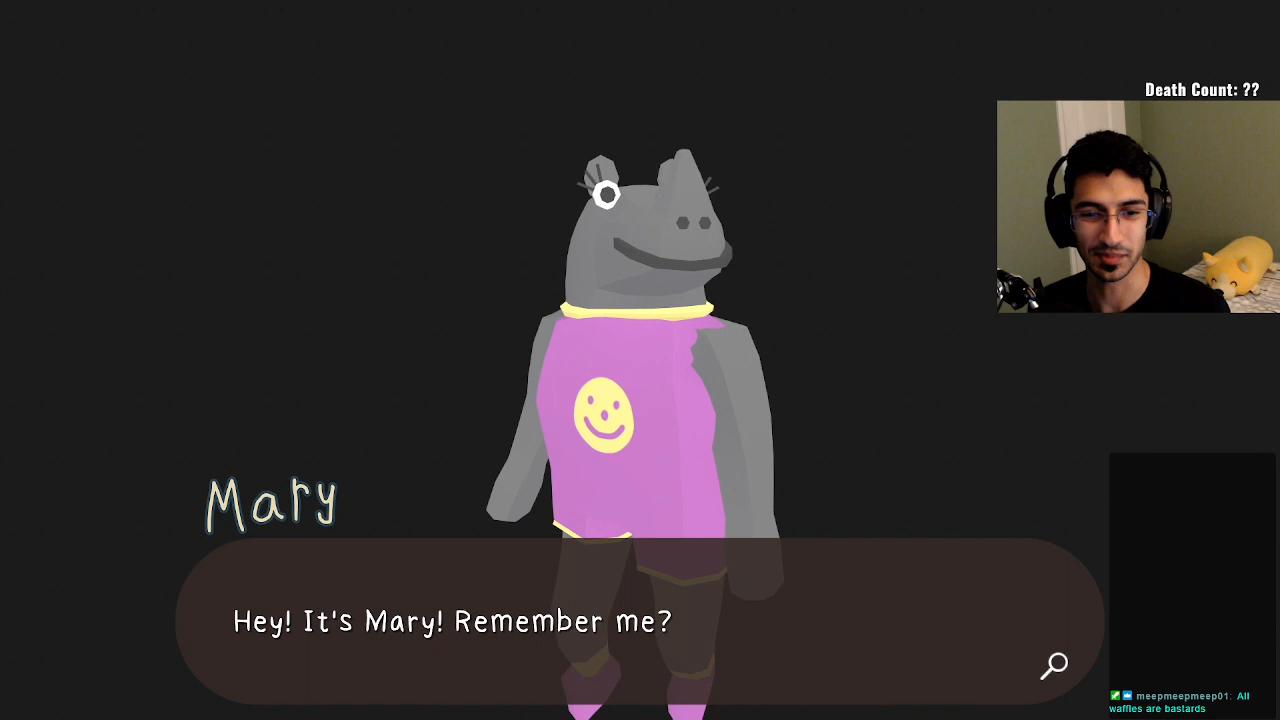 Death Count: ??
Mary
Hey! It's Mary! Remember me?
meepmeepmeep01: All
waffles are bastards